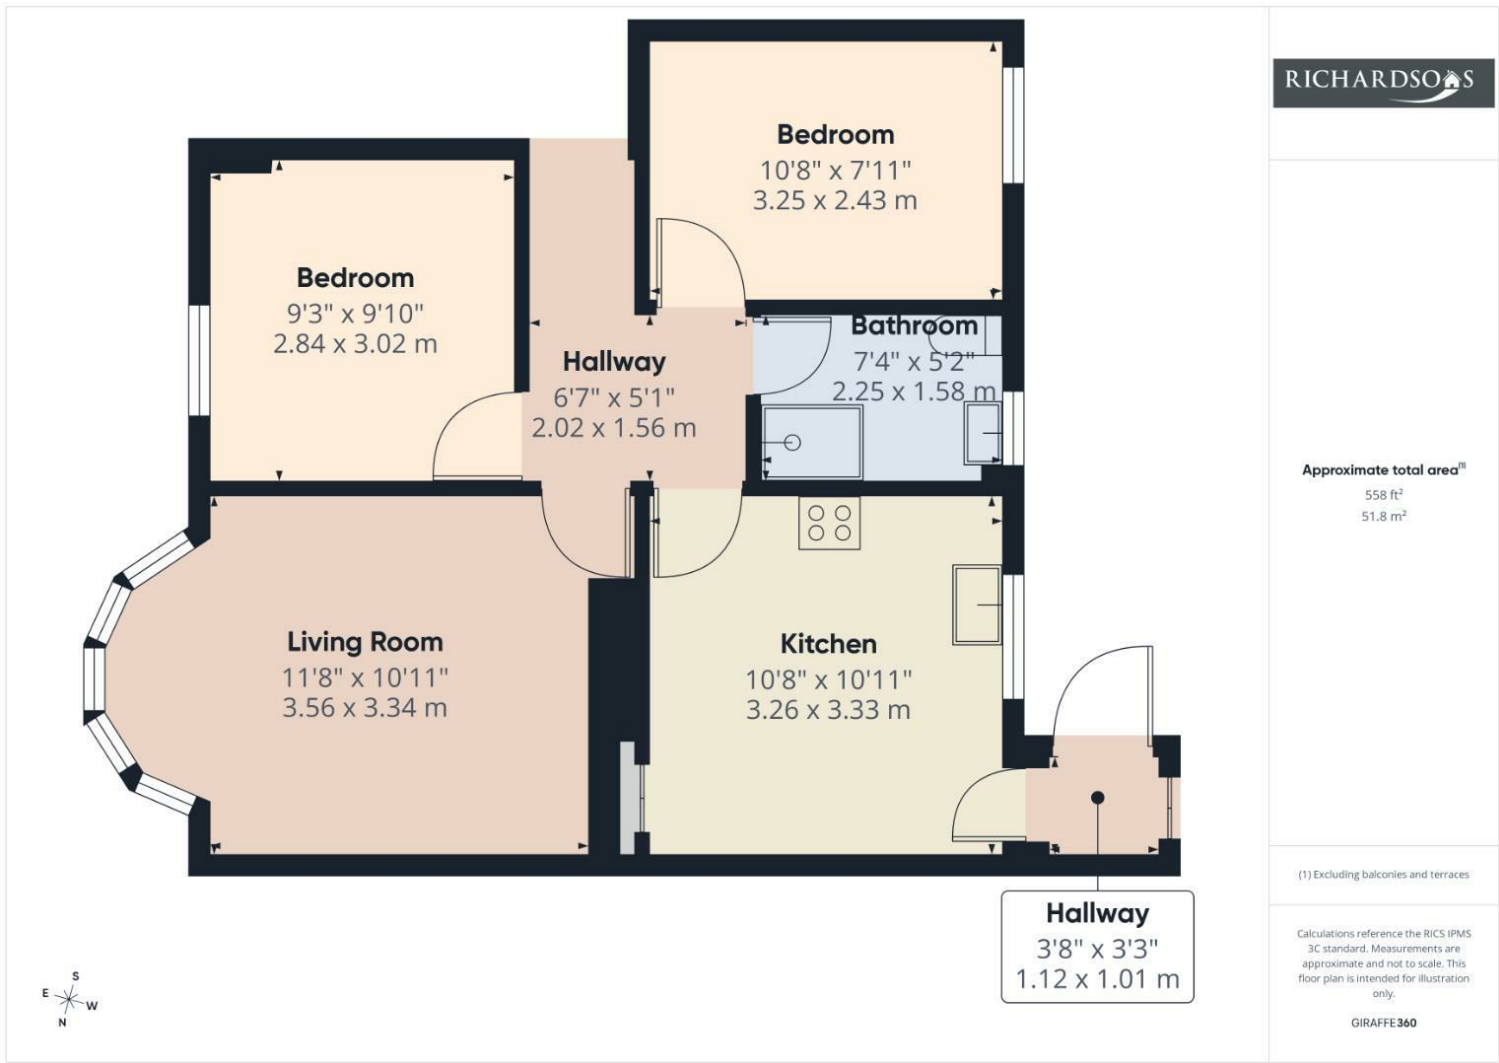 Bedroom
10'8" x 7'11"
3.25 x 2.43 m
Bedroom
9'3" x 9'10"
2.84 x 3.02 m
Hallway
6'7" x 5'1"
2.02 x 1.56 m
Bathroom
7'4" x 5'2"
2.25 x 1.58 m
Living Room
11'8" x 10'11"
3.56 x 3.34 m
Kitchen
10'8" x 10'11"
3.26 x 3.33 m
Hallway
3'8" x 3'3"
1.12 x 1.01 m
S
E
W
N
RICHARDSONS
Approximate total area(1)
558 ft²
51.8 m²
(1) Excluding balconies and terraces
Calculations reference the RICS IPMS
3C standard. Measurements are
approximate and not to scale. This
floor plan is intended for illustration
only.
GIRAFFE360